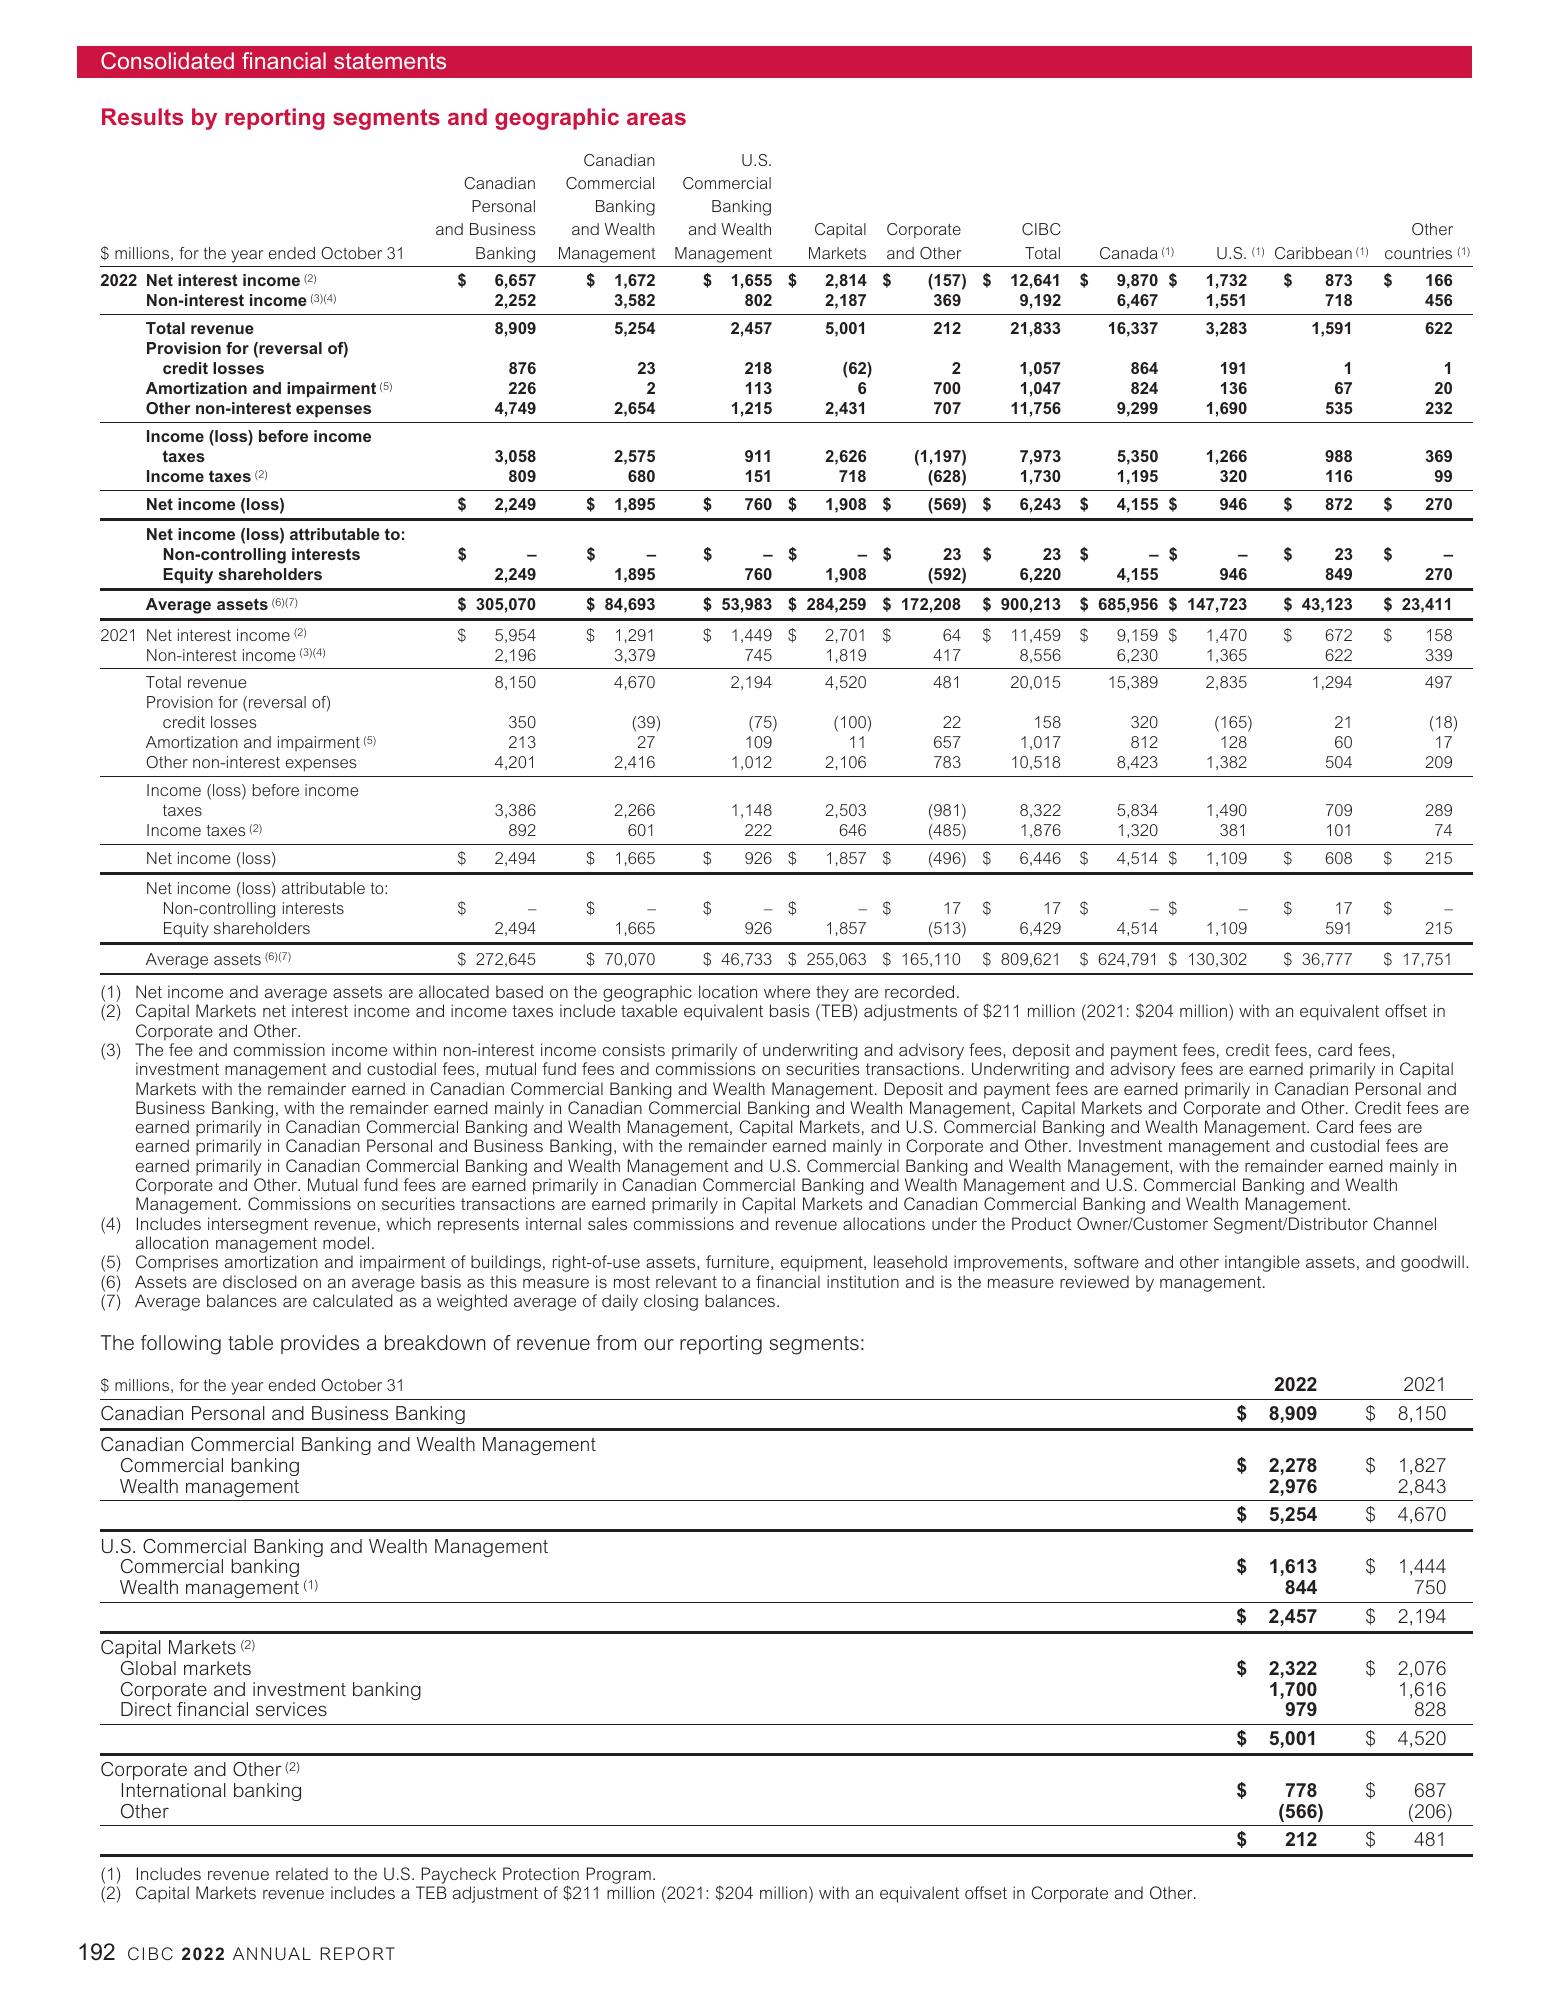 Consolidated financial statements
Results by reporting segments and geographic areas
Canadian U.S.
Canadian Commercial Commercial
Personal Banking Banking
and Business and Wealth and Wealth Capital Corporate CIBC Other
$ millions, for the year ended October 31 Banking Management Management Markets and Other Total Canada (1) U.S. (1) Caribbean (1) countries (1)
2022 Net interest income (2) $ 6,657 $ 1,672 $ 1,655 $ 2,814 $ (157) $ 12,641 $ 9,870 $ 1,732 $ 873 $ 166
Non-interest income (3)(4) 2,252 3,582 802 2,187 369 9,192 6,467 1,551 718 456
Total revenue 8,909 5,254 2,457 5,001 212 21,833 16,337 3,283 1,591 622
Provision for (reversal of)
credit losses 876 23 218 (62) 2 1,057 864 191 1 1
Amortization and impairment (5) 226 2 113 6 700 1,047 824 136 67 20
Other non-interest expenses 4,749 2,654 1,215 2,431 707 11,756 9,299 1,690 535 232
Income (loss) before income
taxes 3,058 2,575 911 2,626 (1,197) 7,973 5,350 1,266 988 369
Income taxes (2) 809 680 151 718 (628) 1,730 1,195 320 116 99
Net income (loss) $ 2,249 $ 1,895 $ 760 $ 1,908 $ (569) $ 6,243 $ 4,155 $ 946 $ 872 $ 270
Net income (loss) attributable to:
Non-controlling interests $ – $ – $ – $ – $ 23 $ 23 $ – $ – $ 23 $ –
Equity shareholders 2,249 1,895 760 1,908 (592) 6,220 4,155 946 849 270
Average assets (6)(7) $ 305,070 $ 84,693 $ 53,983 $ 284,259 $ 172,208 $ 900,213 $ 685,956 $ 147,723 $ 43,123 $ 23,411
2021 Net interest income (2) $ 5,954 $ 1,291 $ 1,449 $ 2,701 $ 64 $ 11,459 $ 9,159 $ 1,470 $ 672 $ 158
Non-interest income (3)(4) 2,196 3,379 745 1,819 417 8,556 6,230 1,365 622 339
Total revenue 8,150 4,670 2,194 4,520 481 20,015 15,389 2,835 1,294 497
Provision for (reversal of)
credit losses 350 (39) (75) (100) 22 158 320 (165) 21 (18)
Amortization and impairment (5) 213 27 109 11 657 1,017 812 128 60 17
Other non-interest expenses 4,201 2,416 1,012 2,106 783 10,518 8,423 1,382 504 209
Income (loss) before income
taxes 3,386 2,266 1,148 2,503 (981) 8,322 5,834 1,490 709 289
Income taxes (2) 892 601 222 646 (485) 1,876 1,320 381 101 74
Net income (loss) $ 2,494 $ 1,665 $ 926 $ 1,857 $ (496) $ 6,446 $ 4,514 $ 1,109 $ 608 $ 215
Net income (loss) attributable to:
Non-controlling interests $ – $ – $ – $ – $ 17 $ 17 $ – $ – $ 17 $ –
Equity shareholders 2,494 1,665 926 1,857 (513) 6,429 4,514 1,109 591 215
Average assets (6)(7) $ 272,645 $ 70,070 $ 46,733 $ 255,063 $ 165,110 $ 809,621 $ 624,791 $ 130,302 $ 36,777 $ 17,751
(1) Net income and average assets are allocated based on the geographic location where they are recorded.
(2) Capital Markets net interest income and income taxes include taxable equivalent basis (TEB) adjustments of $211 million (2021: $204 million) with an equivalent offset in
Corporate and Other.
(3) The fee and commission income within non-interest income consists primarily of underwriting and advisory fees, deposit and payment fees, credit fees, card fees,
investment management and custodial fees, mutual fund fees and commissions on securities transactions. Underwriting and advisory fees are earned primarily in Capital
Markets with the remainder earned in Canadian Commercial Banking and Wealth Management. Deposit and payment fees are earned primarily in Canadian Personal and
Business Banking, with the remainder earned mainly in Canadian Commercial Banking and Wealth Management, Capital Markets and Corporate and Other. Credit fees are
earned primarily in Canadian Commercial Banking and Wealth Management, Capital Markets, and U.S. Commercial Banking and Wealth Management. Card fees are
earned primarily in Canadian Personal and Business Banking, with the remainder earned mainly in Corporate and Other. Investment management and custodial fees are
earned primarily in Canadian Commercial Banking and Wealth Management and U.S. Commercial Banking and Wealth Management, with the remainder earned mainly in
Corporate and Other. Mutual fund fees are earned primarily in Canadian Commercial Banking and Wealth Management and U.S. Commercial Banking and Wealth
Management. Commissions on securities transactions are earned primarily in Capital Markets and Canadian Commercial Banking and Wealth Management.
(4) Includes intersegment revenue, which represents internal sales commissions and revenue allocations under the Product Owner/Customer Segment/Distributor Channel
allocation management model.
(5) Comprises amortization and impairment of buildings, right-of-use assets, furniture, equipment, leasehold improvements, software and other intangible assets, and goodwill.
(6) Assets are disclosed on an average basis as this measure is most relevant to a financial institution and is the measure reviewed by management.
(7) Average balances are calculated as a weighted average of daily closing balances.
The following table provides a breakdown of revenue from our reporting segments:
$ millions, for the year ended October 31 2022 2021
Canadian Personal and Business Banking $ 8,909 $ 8,150
Canadian Commercial Banking and Wealth Management
Commercial banking $ 2,278 $ 1,827
Wealth management 2,976 2,843
$ 5,254 $ 4,670
U.S. Commercial Banking and Wealth Management
Commercial banking $ 1,613 $ 1,444
Wealth management (1) 844 750
$ 2,457 $ 2,194
Capital Markets (2)
Global markets $ 2,322 $ 2,076
Corporate and investment banking 1,700 1,616
Direct financial services 979 828
$ 5,001 $ 4,520
Corporate and Other (2)
International banking $ 778 $ 687
Other (566) (206)
$ 212 $ 481
(1) Includes revenue related to the U.S. Paycheck Protection Program.
(2) Capital Markets revenue includes a TEB adjustment of $211 million (2021: $204 million) with an equivalent offset in Corporate and Other.
192 CIBC 2022 ANNUAL REPORT